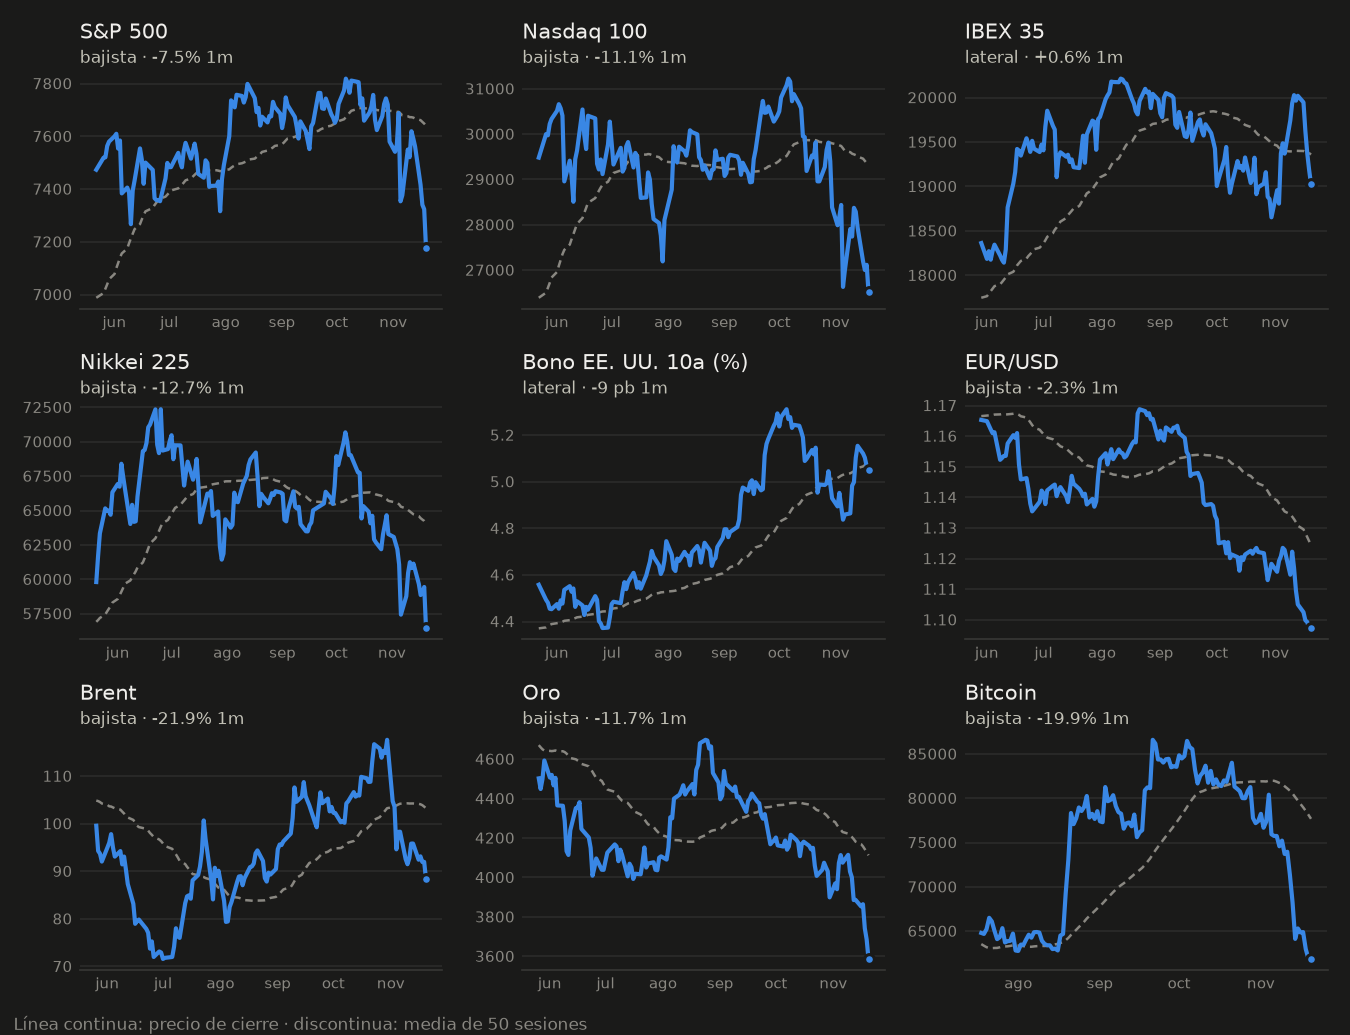 S&P 500
bajista · -7.5% 1m
7800
7600
7400
7200
7000
jun jul ago sep oct nov
Nasdaq 100
bajista · -11.1% 1m
31000
30000
29000
28000
27000
jun jul ago sep oct nov
IBEX 35
lateral · +0.6% 1m
20000
19500
19000
18500
18000
jun jul ago sep oct nov
Nikkei 225
bajista · -12.7% 1m
72500
70000
67500
65000
62500
60000
57500
jun jul ago sep oct nov
Bono EE. UU. 10a (%)
lateral · -9 pb 1m
5.2
5.0
4.8
4.6
4.4
jun jul ago sep oct nov
EUR/USD
bajista · -2.3% 1m
1.17
1.16
1.15
1.14
1.13
1.12
1.11
1.10
jun jul ago sep oct nov
Brent
bajista · -21.9% 1m
110
100
90
80
70
jun jul ago sep oct nov
Oro
bajista · -11.7% 1m
4600
4400
4200
4000
3800
3600
jun jul ago sep oct nov
Bitcoin
bajista · -19.9% 1m
85000
80000
75000
70000
65000
ago sep oct nov
Línea continua: precio de cierre · discontinua: media de 50 sesiones